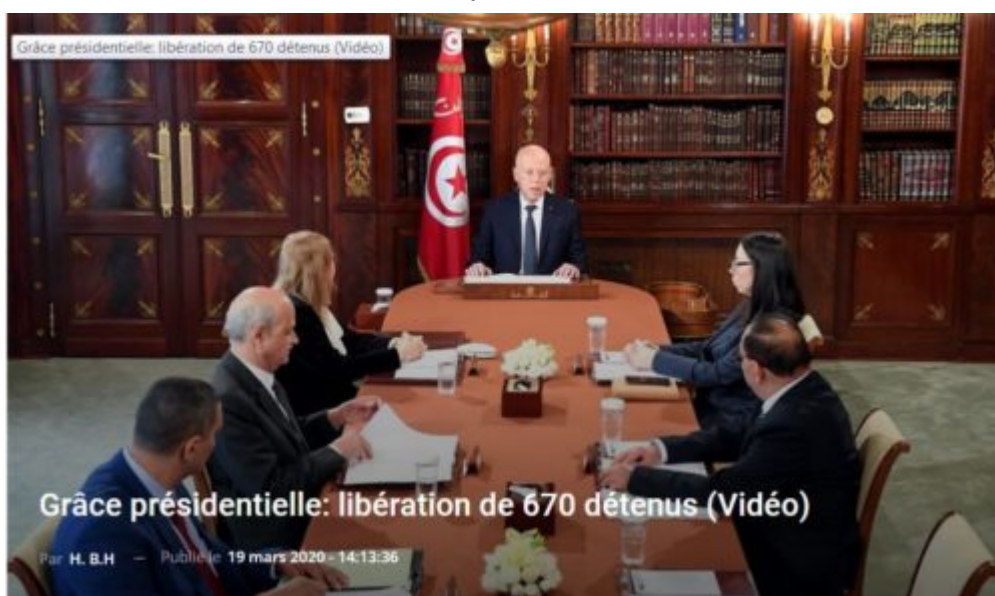 Grâce présidentielle: libération de 670 détenus (Vidéo)
Grâce présidentielle: libération de 670 détenus (Vidéo)
Par H. B.H — Publié le 19 mars 2020 - 14:13:36